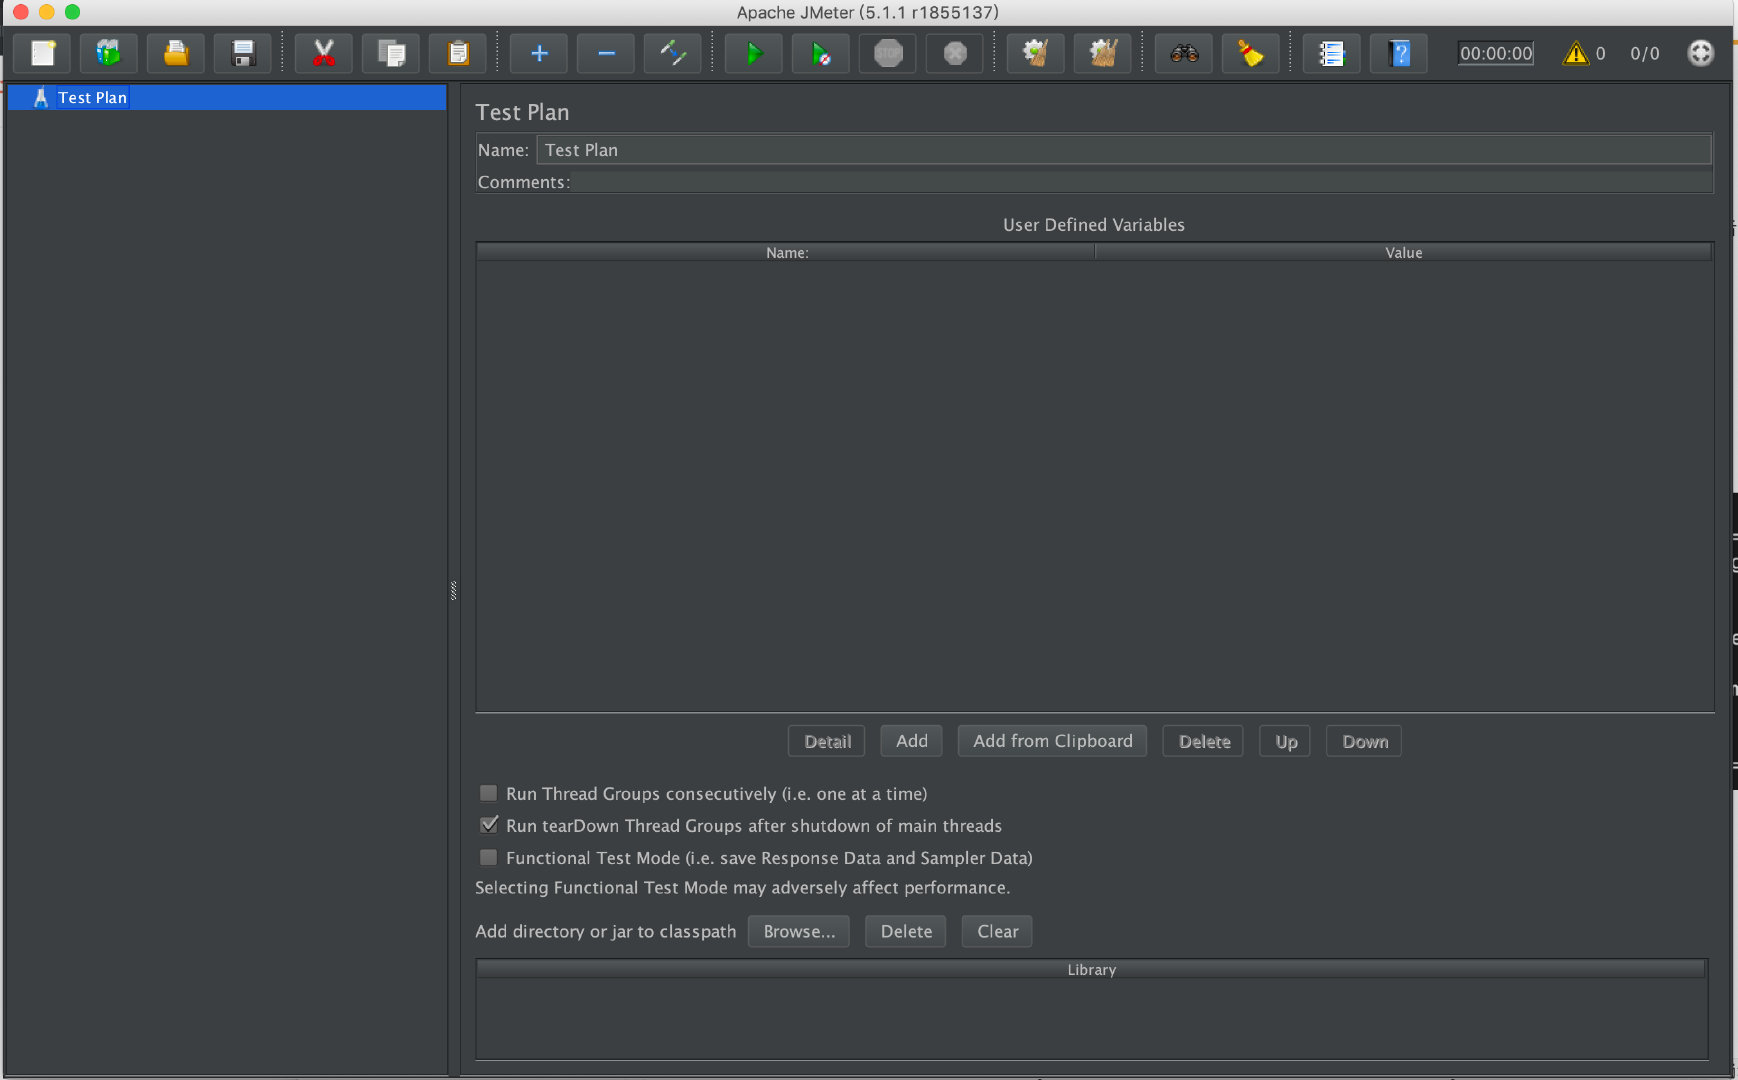 Apache JMeter (5.1.1 r1855137)
STOP
?
00:00:00
0
0/0
Test Plan
Test Plan
Name: Test Plan
Comments:
User Defined Variables
Name: Value
Detail Add Add from Clipboard Delete Up Down
Run Thread Groups consecutively (i.e. one at a time)
Run tearDown Thread Groups after shutdown of main threads
Functional Test Mode (i.e. save Response Data and Sampler Data)
Selecting Functional Test Mode may adversely affect performance.
Add directory or jar to classpath Browse... Delete Clear
Library